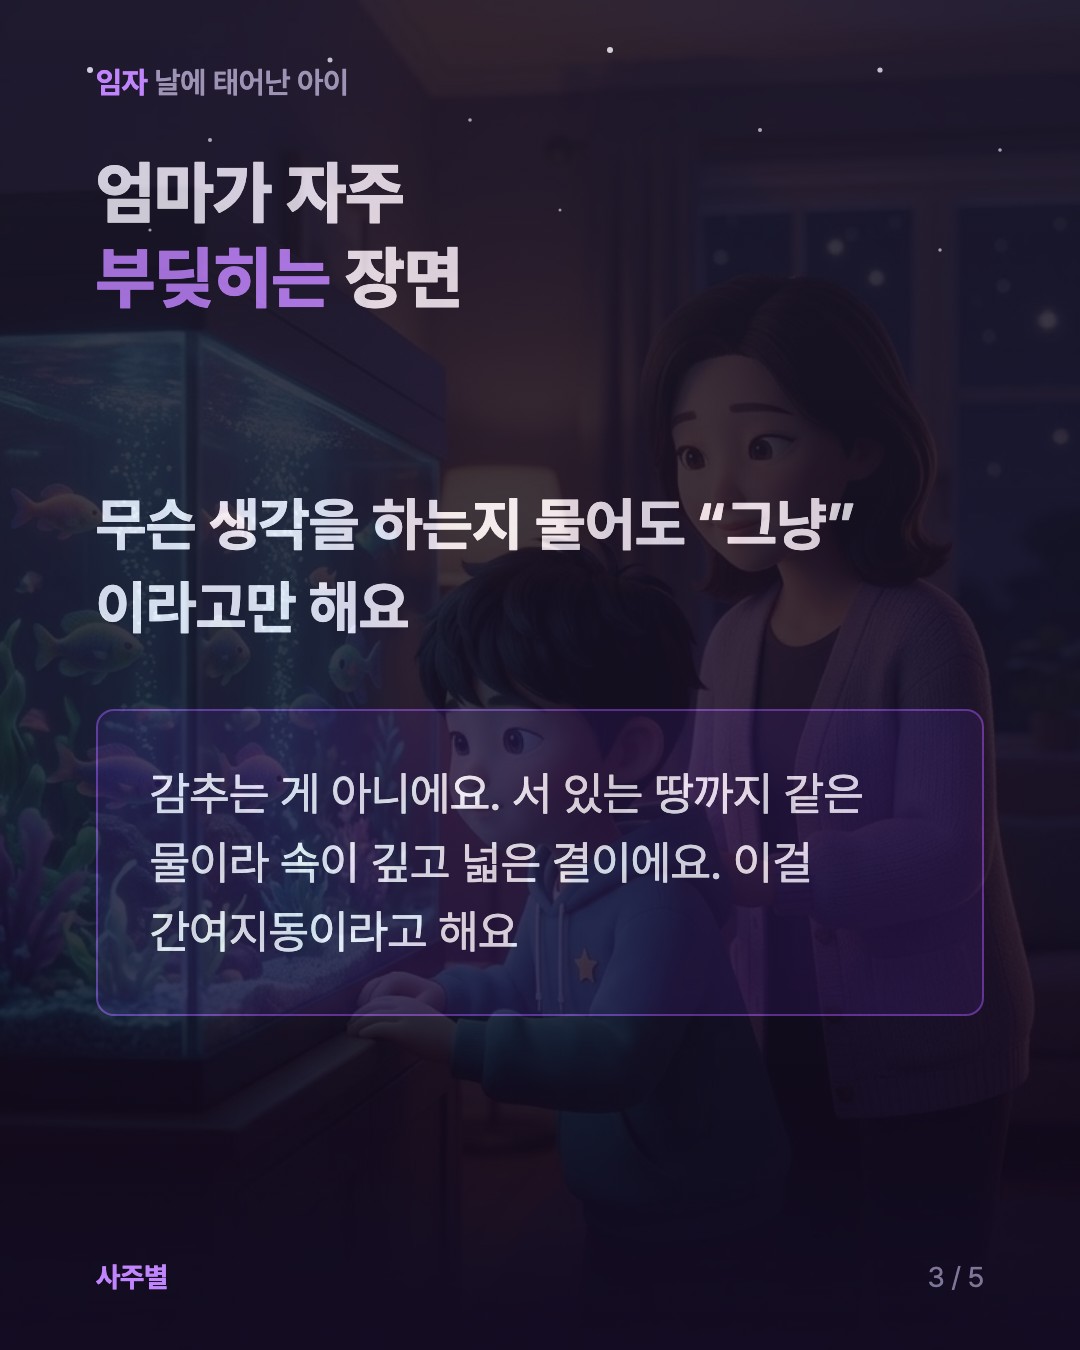 임자 날에 태어난 아이
엄마가 자주
부딪히는 장면
무슨 생각을 하는지 물어도 “그냥”
이라고만 해요
감추는 게 아니에요. 서 있는 땅까지 같은
물이라 속이 깊고 넓은 결이에요. 이걸
간여지동이라고 해요
사주별
3 / 5